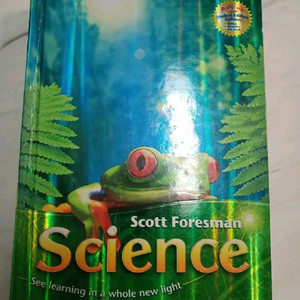 Scott Foresman
Science
See learning in a whole new light